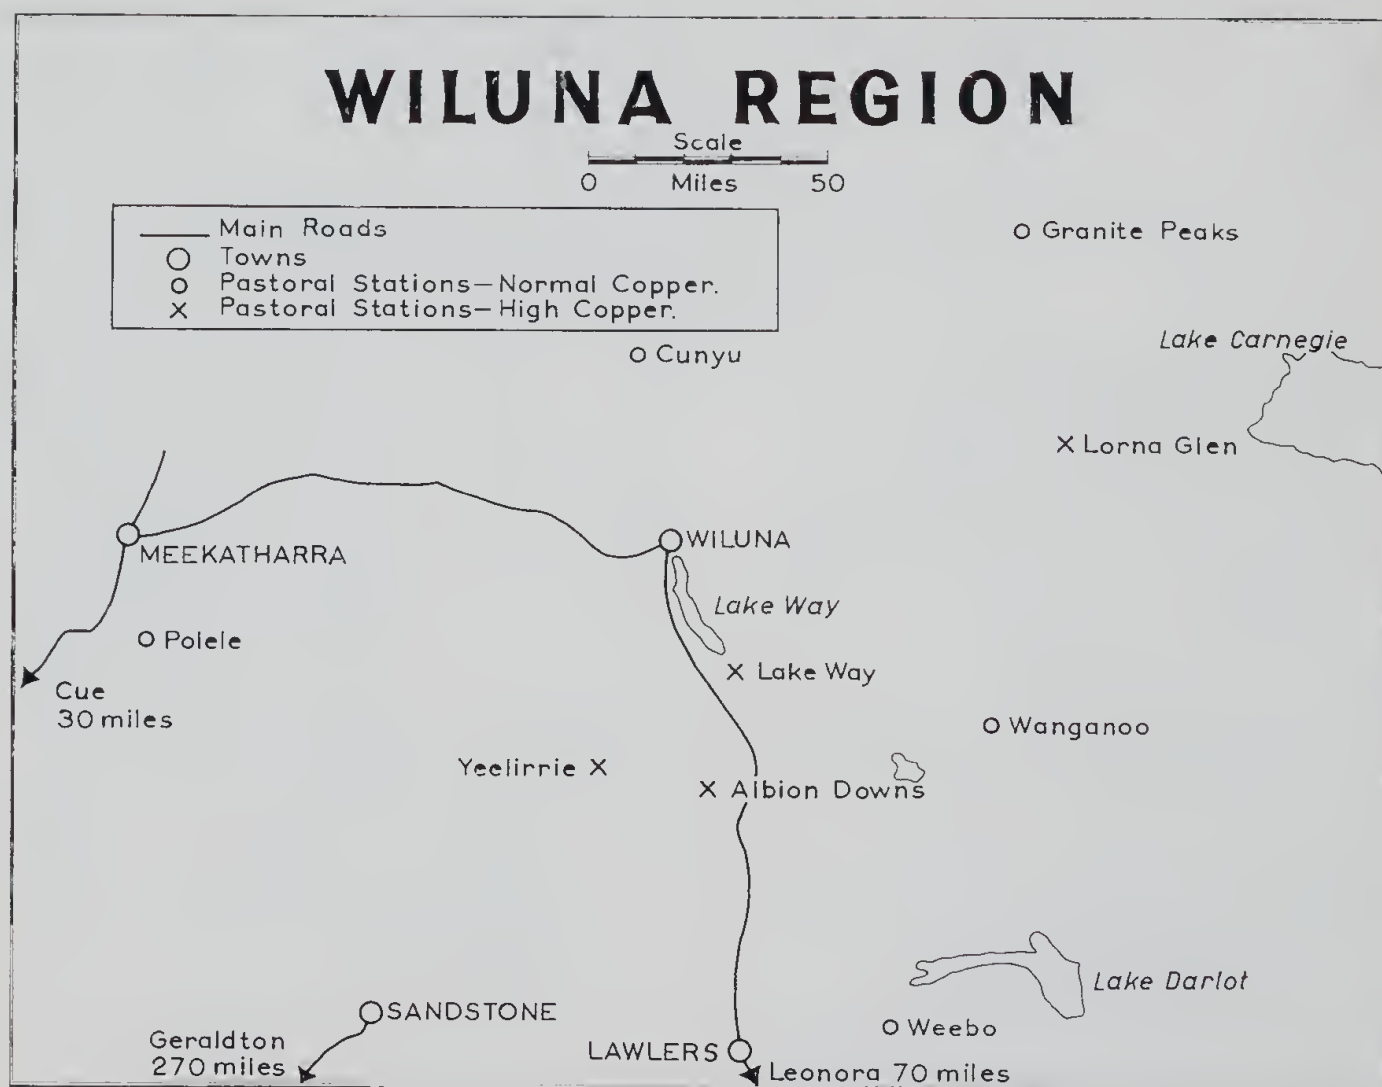 WILUNA REGION
Scale
0 Miles 50
Main Roads
Towns
Pastoral Stations—Normal Copper.
Pastoral Stations—High Copper.
Granite Peaks
Lake Carnegie
Cunyu
Lorna Glen
WILUNA
MEEKATHARRA
Lake Way
Polele
Lake Way
Cue
30 miles
Wanganoo
Yeelirrie
Albion Downs
Lake Darlot
SANDSTONE
Weebo
Geraldton
270 miles
LAWLERS
Leonora 70 miles